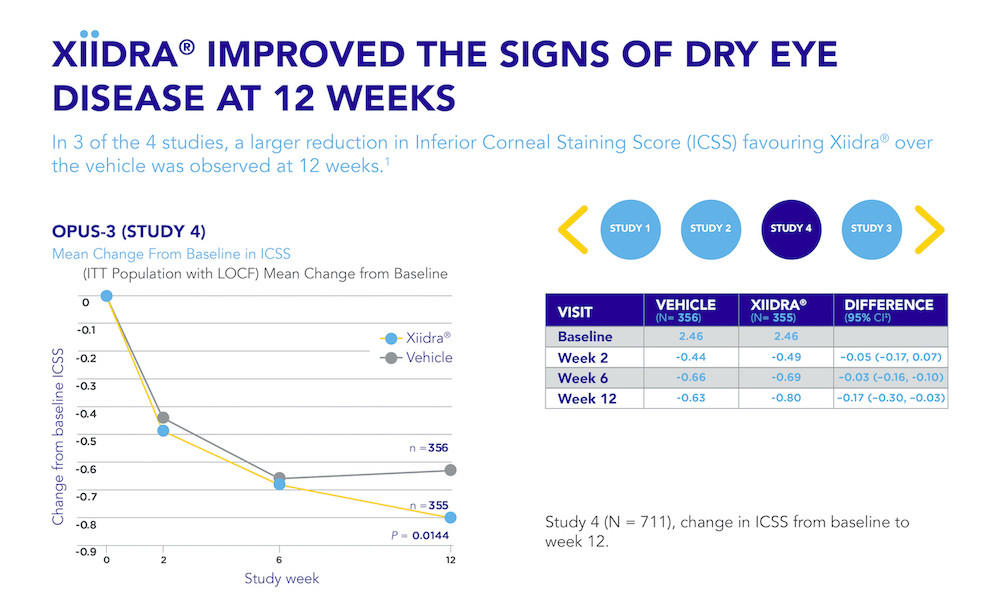 XÏÏDRA® IMPROVED THE SIGNS OF DRY EYE
DISEASE AT 12 WEEKS
In 3 of the 4 studies, a larger reduction in Inferior Corneal Staining Score (ICSS) favouring Xiidra® over
the vehicle was observed at 12 weeks.1
OPUS-3 (STUDY 4)
Mean Change From Baseline in ICSS
(ITT Population with LOCF) Mean Change from Baseline
Change from baseline ICSS
0
-0.1
-0.2
-0.3
-0.4
-0.5
-0.6
-0.7
-0.8
-0.9
Xiidra®
Vehicle
n = 356
n = 355
P = 0.0144
0 2 6 12
Study week
STUDY 1 STUDY 2 STUDY 4 STUDY 3
VISIT VEHICLE XIIDRA® DIFFERENCE
(N= 356) (N= 355) (95% CI‡)
Baseline 2.46 2.46
Week 2 -0.44 -0.49 -0.05 (-0.17, 0.07)
Week 6 -0.66 -0.69 -0.03 (-0.16, -0.10)
Week 12 -0.63 -0.80 -0.17 (-0.30, -0.03)
Study 4 (N = 711), change in ICSS from baseline to
week 12.